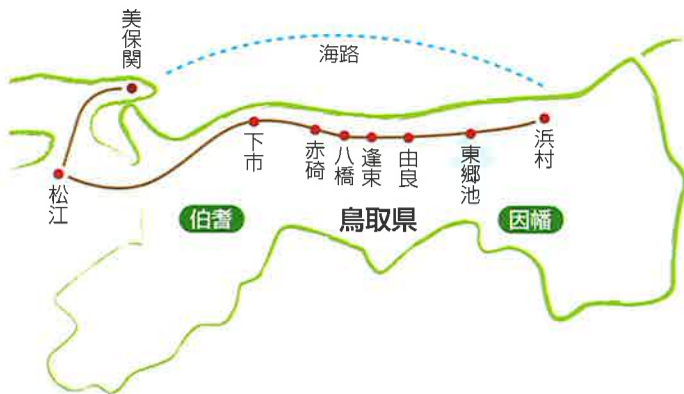 美保関
海路
松江
下市
赤碕
八橋
逢束
由良
東郷池
浜村
伯耆
鳥取県
因幡